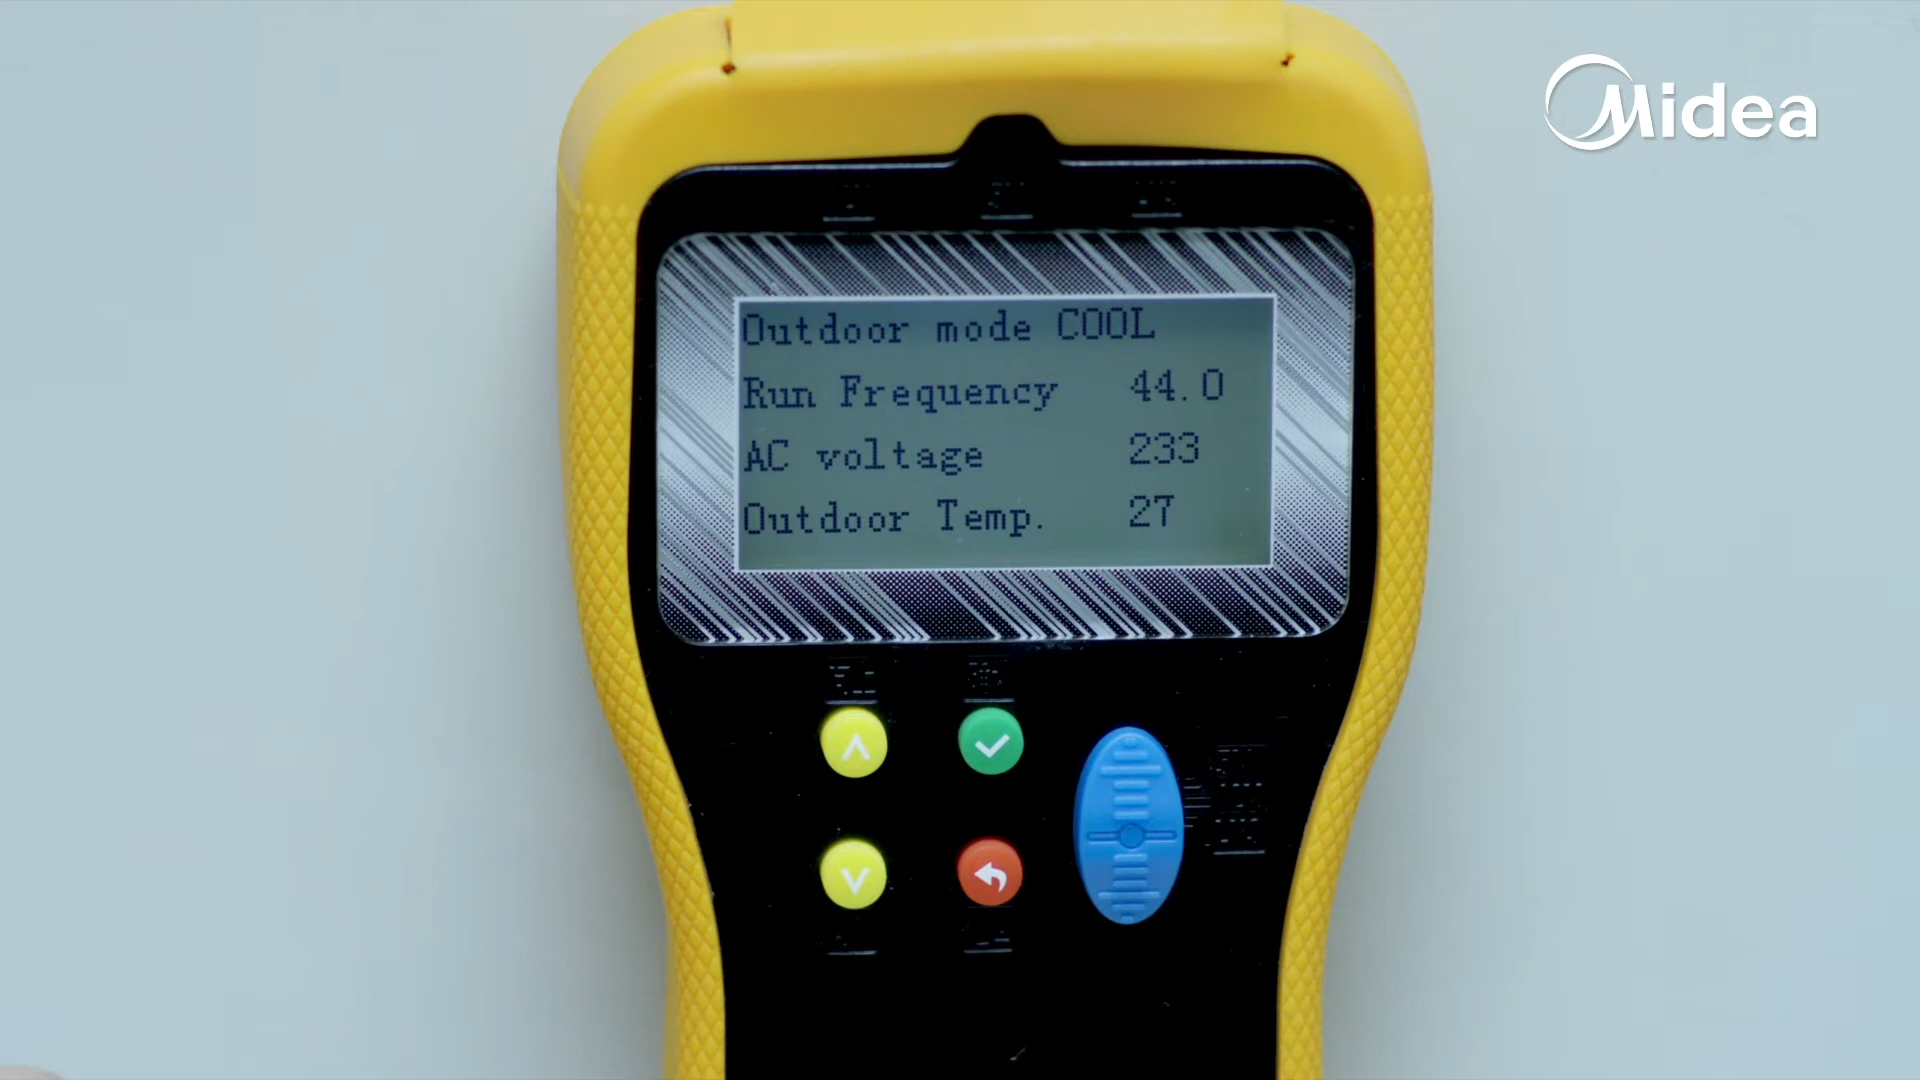 Midea
Outdoor mode COOL
Run Frequency 44.0
AC voltage 233
Outdoor Temp. 27